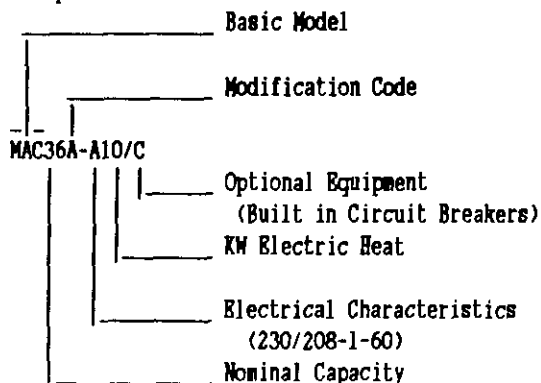 Basic Model
Modification Code
MAC36A-A10/C
Optional Equipment
(Built in Circuit Breakers)
KW Electric Heat
Electrical Characteristics
(230/208-1-60)
Nominal Capacity